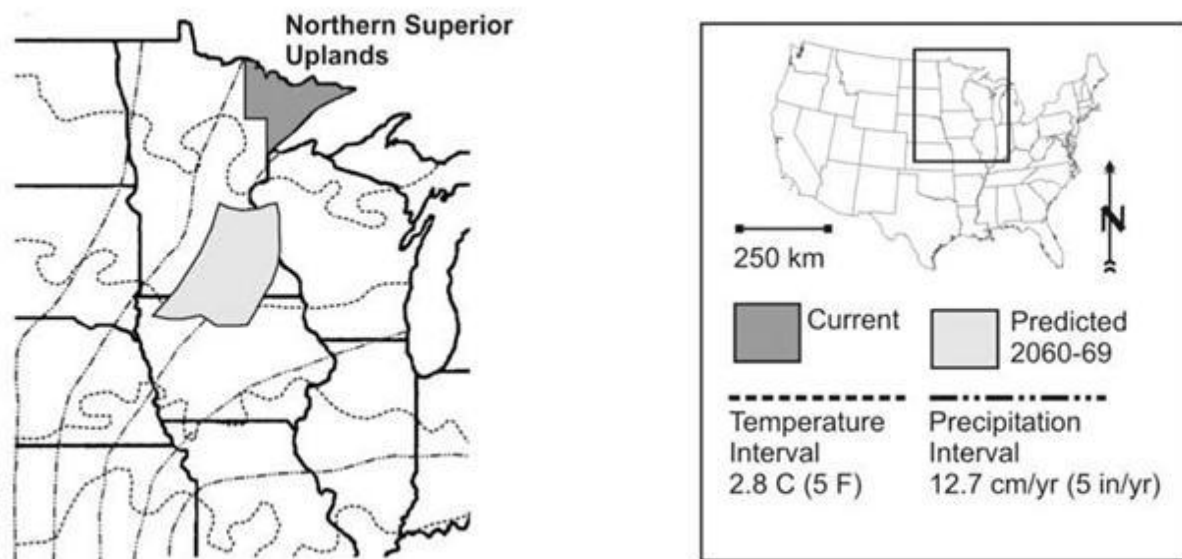 Northern Superior
Uplands
N
250 km
Current
Predicted
2060-69
Temperature
Interval
2.8 C (5 F)
Precipitation
Interval
12.7 cm/yr (5 in/yr)